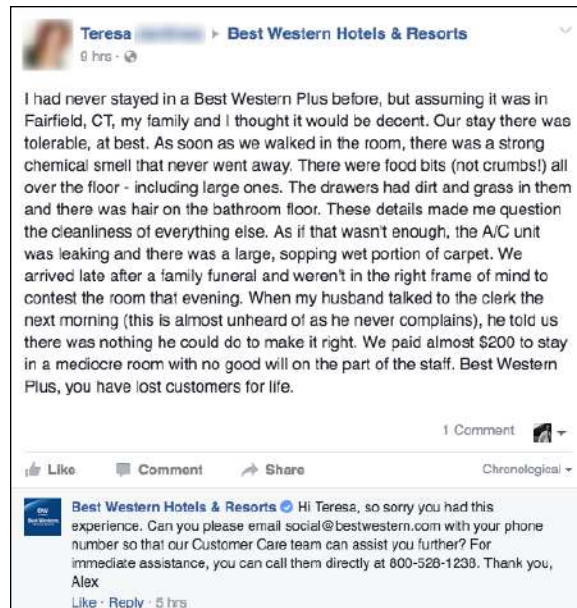 Teresa ▸ Best Western Hotels & Resorts
9 hrs ·
I had never stayed in a Best Western Plus before, but assuming it was in
Fairfield, CT, my family and I thought it would be decent. Our stay there was
tolerable, at best. As soon as we walked in the room, there was a strong
chemical smell that never went away. There were food bits (not crumbs!) all
over the floor - including large ones. The drawers had dirt and grass in them
and there was hair on the bathroom floor. These details made me question
the cleanliness of everything else. As if that wasn't enough, the A/C unit
was leaking and there was a large, sopping wet portion of carpet. We
arrived late after a family funeral and weren't in the right frame of mind to
contest the room that evening. When my husband talked to the clerk the
next morning (this is almost unheard of as he never complains), he told us
there was nothing he could do to make it right. We paid almost $200 to stay
in a mediocre room with no good will on the part of the staff. Best Western
Plus, you have lost customers for life.
1 Comment
Like Comment Share Chronological
BW
Best Western Hotels & Resorts Hi Teresa, so sorry you had this
experience. Can you please email social@bestwestern.com with your phone
number so that our Customer Care team can assist you further? For
immediate assistance, you can call them directly at 800-528-1238. Thank you,
Alex
Like · Reply · 5 hrs